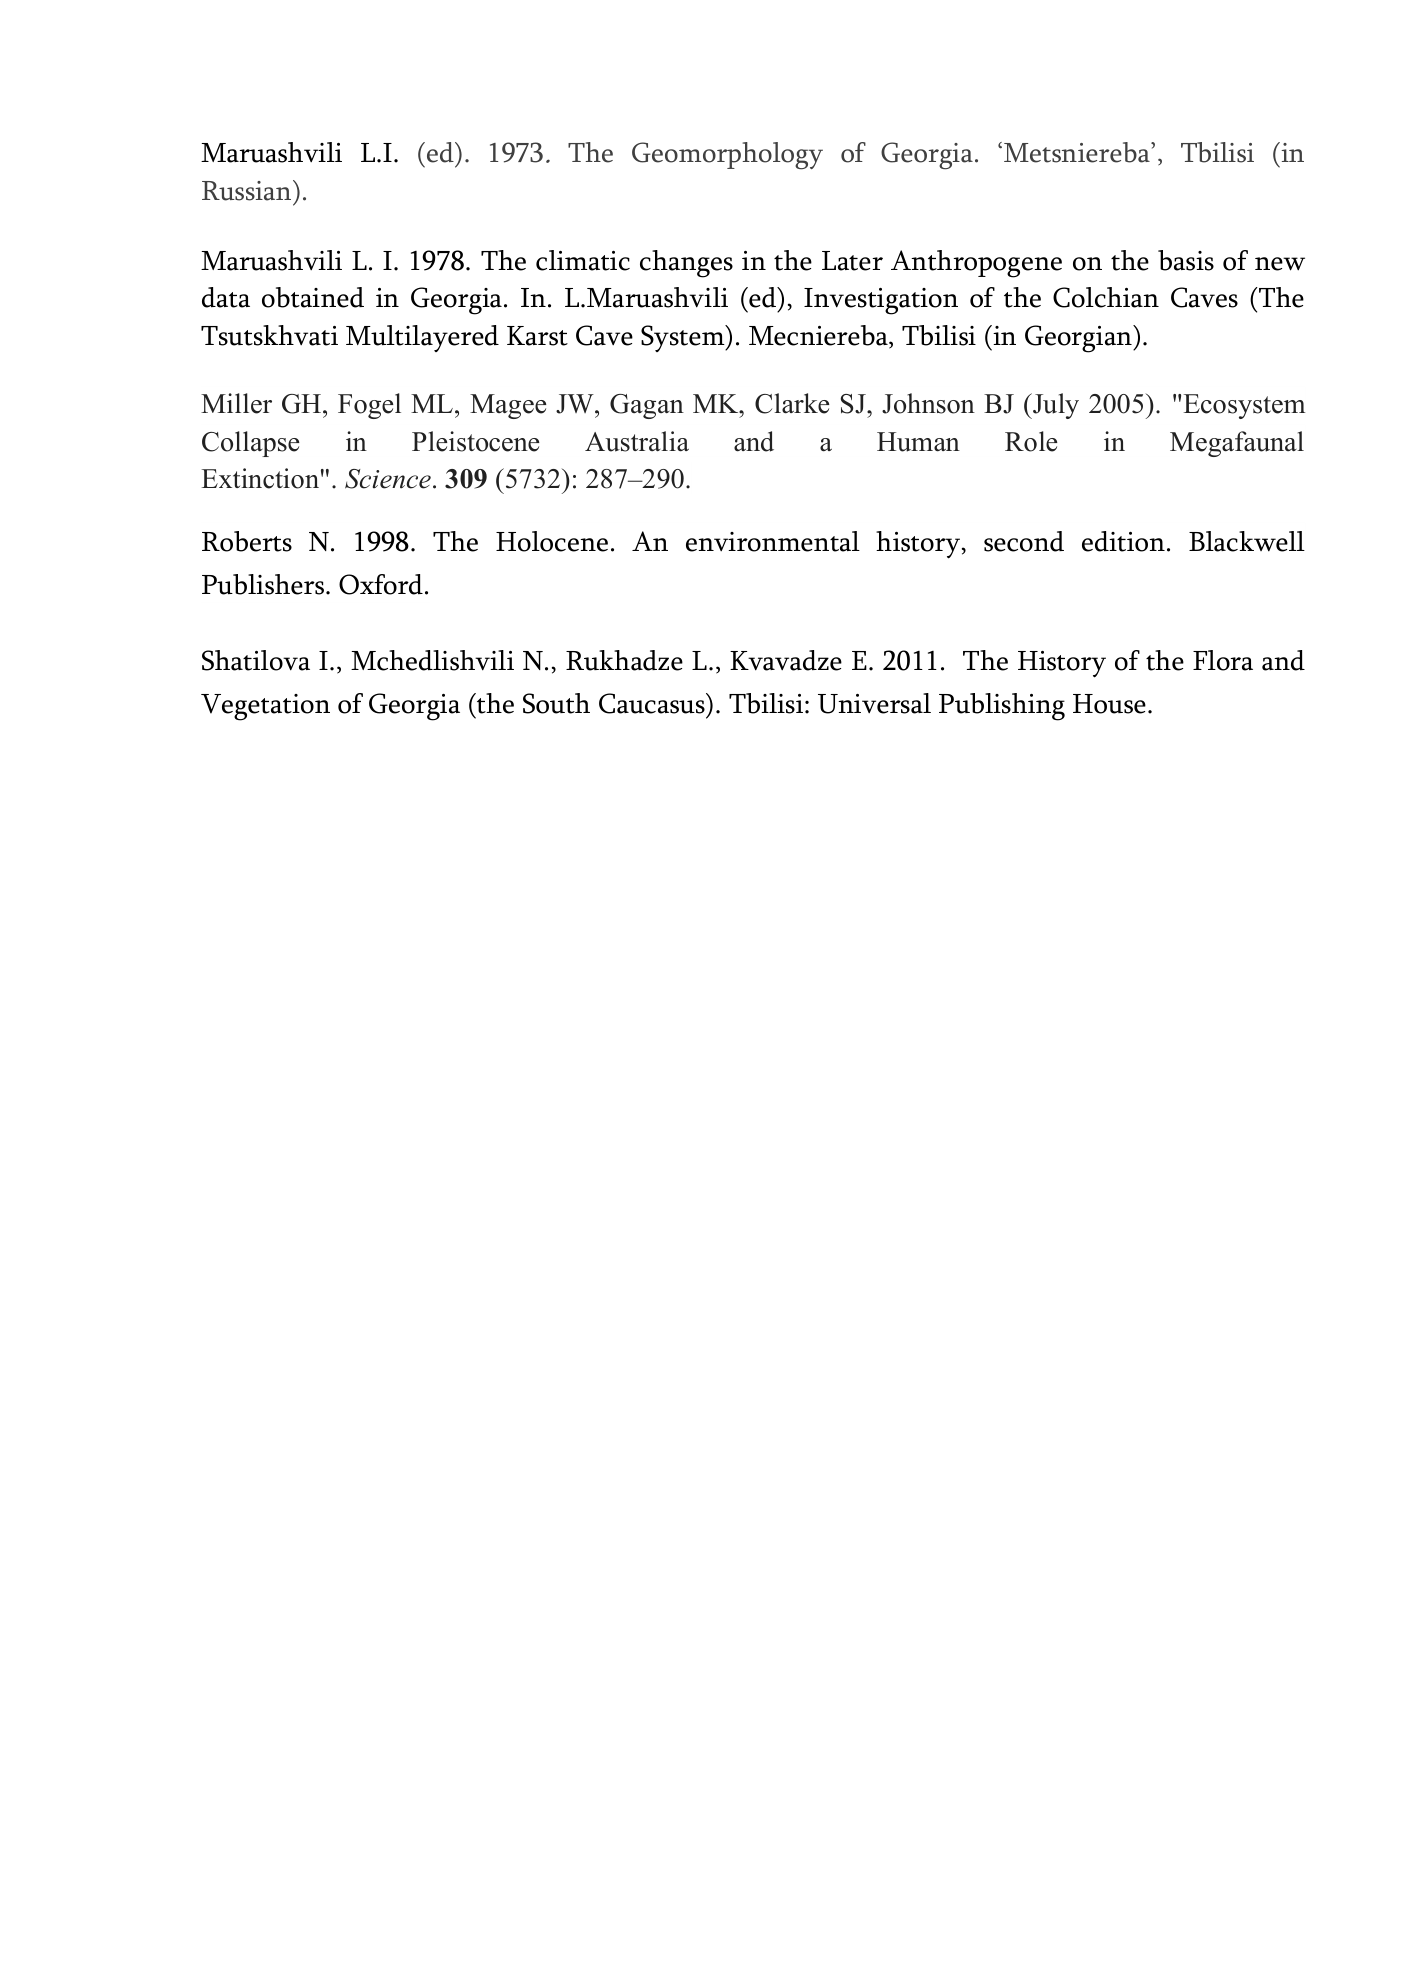 Maruashvili L.I. (ed). 1973. The Geomorphology of Georgia. ‘Metsniereba’, Tbilisi (in
Russian).
Maruashvili L. I. 1978. The climatic changes in the Later Anthropogene on the basis of new
data obtained in Georgia. In. L.Maruashvili (ed), Investigation of the Colchian Caves (The
Tsutskhvati Multilayered Karst Cave System). Mecniereba, Tbilisi (in Georgian).
Miller GH, Fogel ML, Magee JW, Gagan MK, Clarke SJ, Johnson BJ (July 2005). "Ecosystem
Collapse in Pleistocene Australia and a Human Role in Megafaunal
Extinction". Science. 309 (5732): 287–290.
Roberts N. 1998. The Holocene. An environmental history, second edition. Blackwell
Publishers. Oxford.
Shatilova I., Mchedlishvili N., Rukhadze L., Kvavadze E. 2011. The History of the Flora and
Vegetation of Georgia (the South Caucasus). Tbilisi: Universal Publishing House.